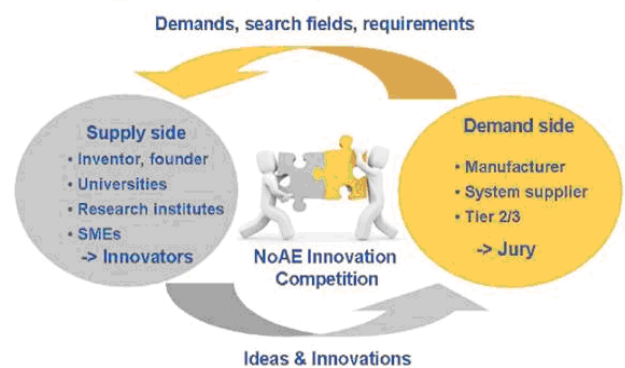 Demands, search fields, requirements
Supply side
• Inventor, founder
• Universities
• Research institutes
• SMEs
-> Innovators
NoAE Innovation
Competition
Demand side
• Manufacturer
• System supplier
• Tier 2/3
-> Jury
Ideas & Innovations